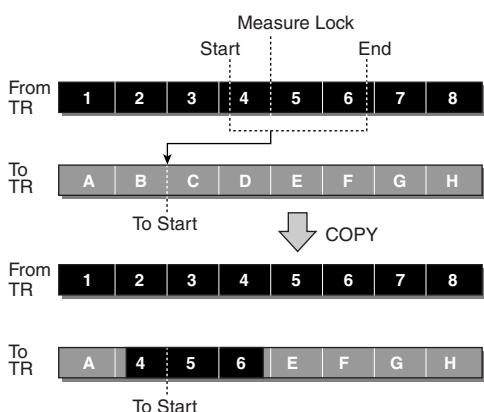 Measure Lock
Start End
From TR 1 2 3 4 5 6 7 8
To TR A B C D E F G H
To Start
COPY
From TR 1 2 3 4 5 6 7 8
To TR A 4 5 6 E F G H
To Start